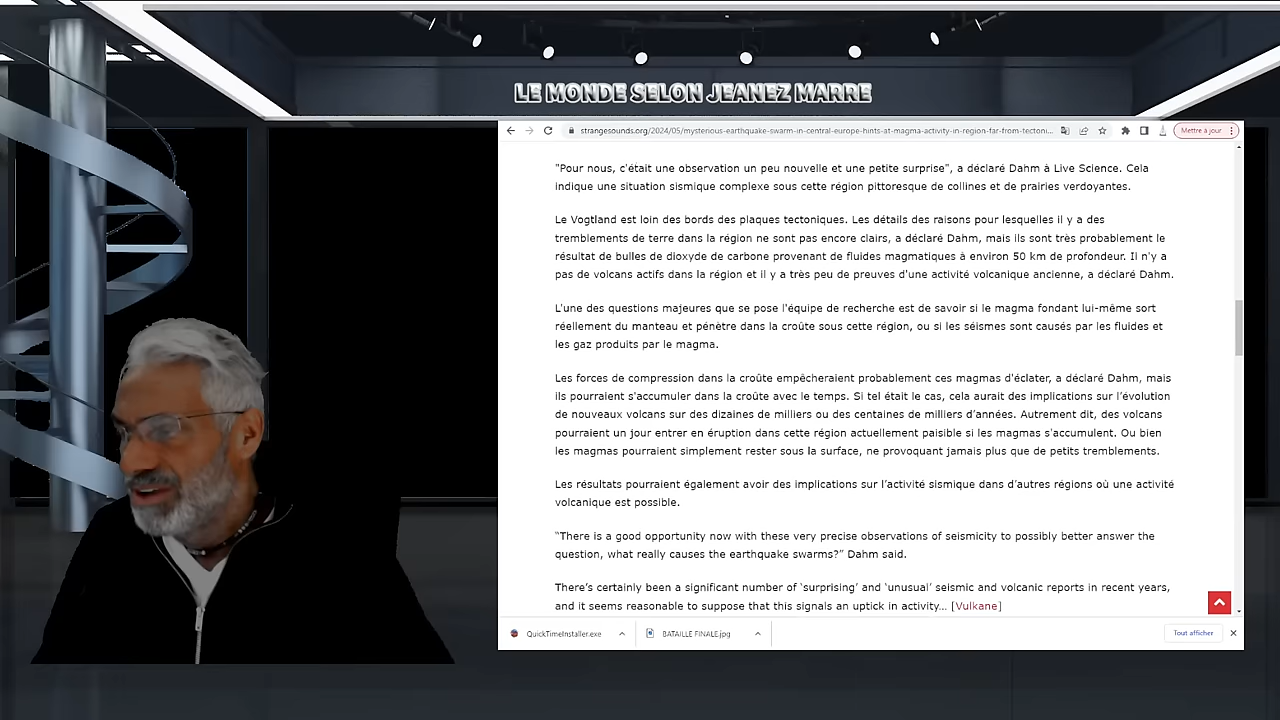 LE MONDE SELON JEANEZ MARRE
strangesounds.org/2024/05/mysterious-earthquake-swarm-in-central-europe-hints-at-magma-activity-in-region-far-from-tectoni...
Mettre à jour
"Pour nous, c'était une observation un peu nouvelle et une petite surprise", a déclaré Dahm à Live Science. Cela
indique une situation sismique complexe sous cette région pittoresque de collines et de prairies verdoyantes.
Le Vogtland est loin des bords des plaques tectoniques. Les détails des raisons pour lesquelles il y a des
tremblements de terre dans la région ne sont pas encore clairs, a déclaré Dahm, mais ils sont très probablement le
résultat de bulles de dioxyde de carbone provenant de fluides magmatiques à environ 50 km de profondeur. Il n'y a
pas de volcans actifs dans la région et il y a très peu de preuves d'une activité volcanique ancienne, a déclaré Dahm.
L'une des questions majeures que se pose l'équipe de recherche est de savoir si le magma fondant lui-même sort
réellement du manteau et pénètre dans la croûte sous cette région, ou si les séismes sont causés par les fluides et
les gaz produits par le magma.
Les forces de compression dans la croûte empêcheraient probablement ces magmas d'éclater, a déclaré Dahm, mais
ils pourraient s'accumuler dans la croûte avec le temps. Si tel était le cas, cela aurait des implications sur l’évolution
de nouveaux volcans sur des dizaines de milliers ou des centaines de milliers d’années. Autrement dit, des volcans
pourraient un jour entrer en éruption dans cette région actuellement paisible si les magmas s'accumulent. Ou bien
les magmas pourraient simplement rester sous la surface, ne provoquant jamais plus que de petits tremblements.
Les résultats pourraient également avoir des implications sur l’activité sismique dans d’autres régions où une activité
volcanique est possible.
“There is a good opportunity now with these very precise observations of seismicity to possibly better answer the
question, what really causes the earthquake swarms?” Dahm said.
There’s certainly been a significant number of ‘surprising’ and ‘unusual’ seismic and volcanic reports in recent years,
and it seems reasonable to suppose that this signals an uptick in activity… [Vulkane]
QuickTimeInstaller.exe
BATAILLE FINALE.jpg
Tout afficher